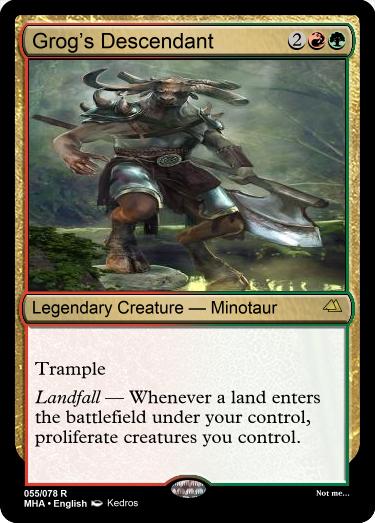 Grog's Descendant 2
Legendary Creature — Minotaur
Trample
Landfall — Whenever a land enters
the battlefield under your control,
proliferate creatures you control.
055/078 R
MHA • English Kedros
Not me...